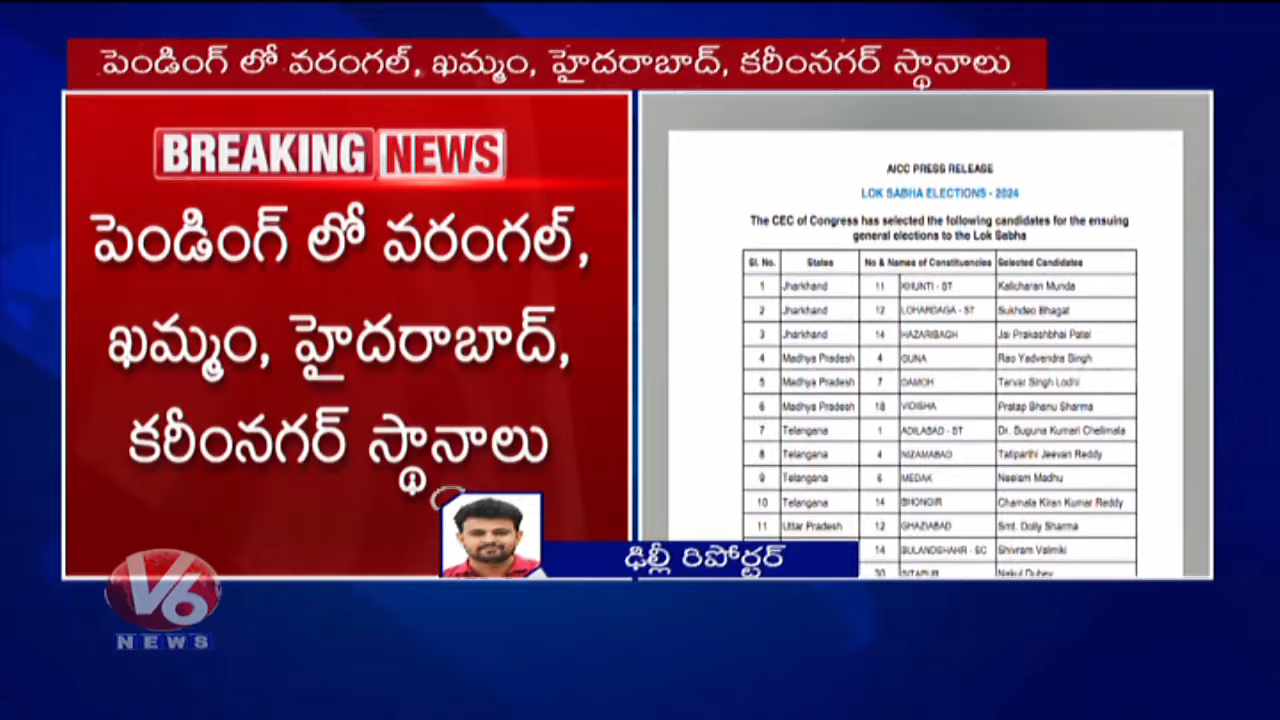 పెండింగ్ లో వరంగల్, ఖమ్మం, హైదరాబాద్, కరీంనగర్ స్థానాలు
BREAKING NEWS
పెండింగ్ లో వరంగల్,
ఖమ్మం, హైదరాబాద్,
కరీంనగర్ స్థానాలు
AICC PRESS RELEASE
LOK SABHA ELECTIONS - 2024
The CEC of Congress has selected the following candidates for the ensuing
general elections to the Lok Sabha
Sl. No. States No & Names of Constituencies Selected Candidates
1 Jharkhand 11 KHUNTI - ST Kalicharan Munda
2 Jharkhand 12 LOHARDAGA - ST Sukhdeo Bhagat
3 Jharkhand 14 HAZARIBAGH Jai Prakashbhai Patel
4 Madhya Pradesh 4 GUNA Rao Yadvendra Singh
5 Madhya Pradesh 7 DAMOH Tarvar Singh Lodhi
6 Madhya Pradesh 18 VIDISHA Pratap Bhanu Sharma
7 Telangana 1 ADILABAD - ST Dr. Suguna Kumari Chelimala
8 Telangana 4 NIZAMABAD Tatiparthi Jeevan Reddy
9 Telangana 6 MEDAK Neelam Madhu
10 Telangana 14 BHONGIR Chamala Kiran Kumar Reddy
11 Uttar Pradesh 12 GHAZIABAD Smt. Dolly Sharma
14 BULANDSHAHR - SC Shivram Valmiki
SITAPUR Nakul Dubey
ఢిల్లీ రిపోర్టర్
V6
NEWS